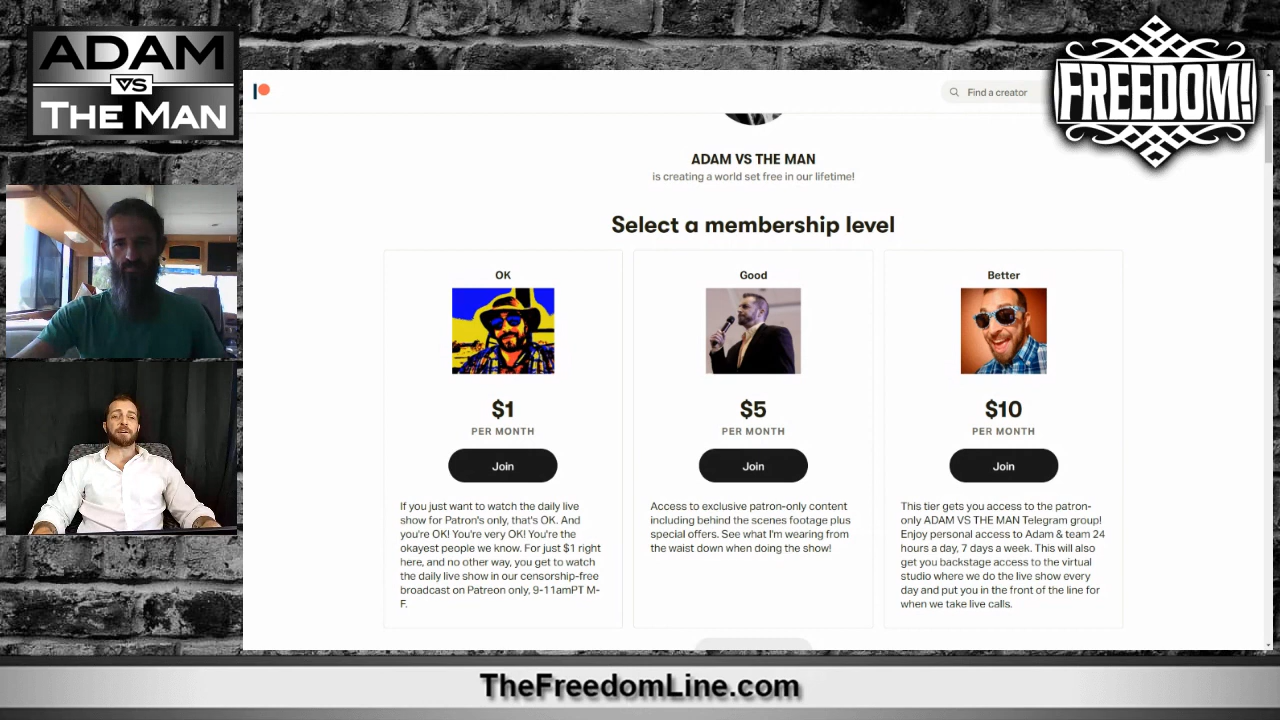 ADAM
VS
THE MAN
FREEDOM!
Find a creator
ADAM VS THE MAN
is creating a world set free in our lifetime!
Select a membership level
OK
$1
PER MONTH
Join
If you just want to watch the daily live
show for Patron's only, that's OK. And
you're OK! You're very OK! You're the
okayest people we know. For just $1 right
here, and no other way, you get to watch
the daily live show in our censorship-free
broadcast on Patreon only, 9-11amPT M-
F.
Good
$5
PER MONTH
Join
Access to exclusive patron-only content
including behind the scenes footage plus
special offers. See what I'm wearing from
the waist down when doing the show!
Better
$10
PER MONTH
Join
This tier gets you access to the patron-
only ADAM VS THE MAN Telegram group!
Enjoy personal access to Adam & team 24
hours a day, 7 days a week. This will also
get you backstage access to the virtual
studio where we do the live show every
day and put you in the front of the line for
when we take live calls.
TheFreedomLine.com